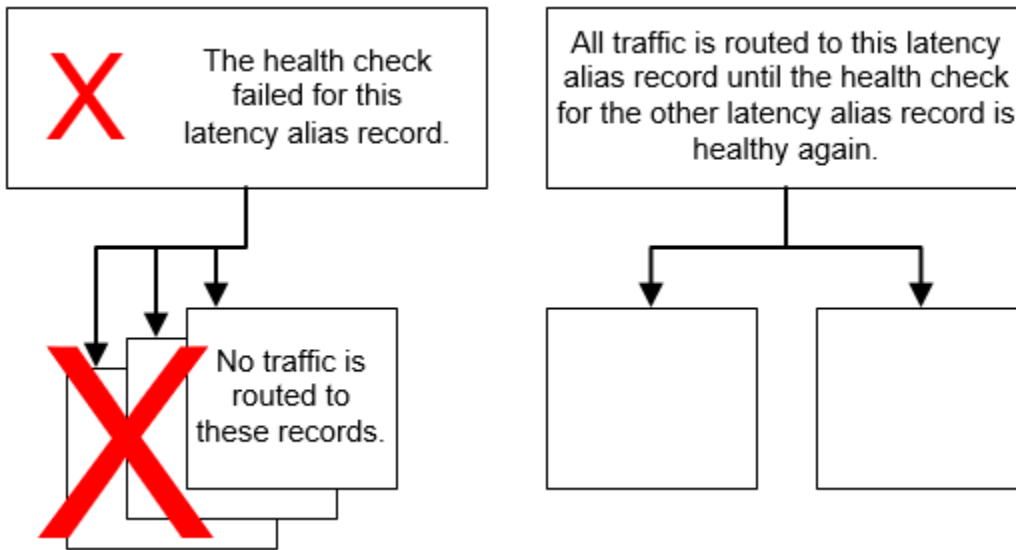 The health check
failed for this
latency alias record.
All traffic is routed to this latency
alias record until the health check
for the other latency alias record is
healthy again.
No traffic is
routed to
these records.